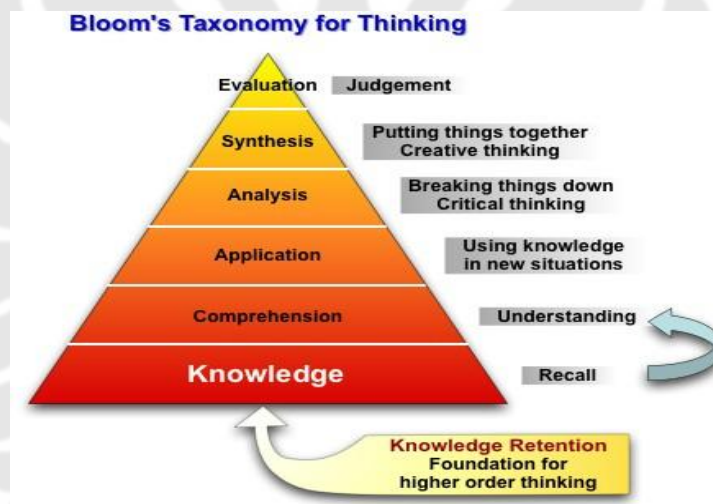 Bloom's Taxonomy for Thinking
Evaluation Judgement
Synthesis
Putting things together
Creative thinking
Analysis
Breaking things down
Critical thinking
Application
Using knowledge
in new situations
Comprehension Understanding
Knowledge Recall
Knowledge Retention
Foundation for
higher order thinking